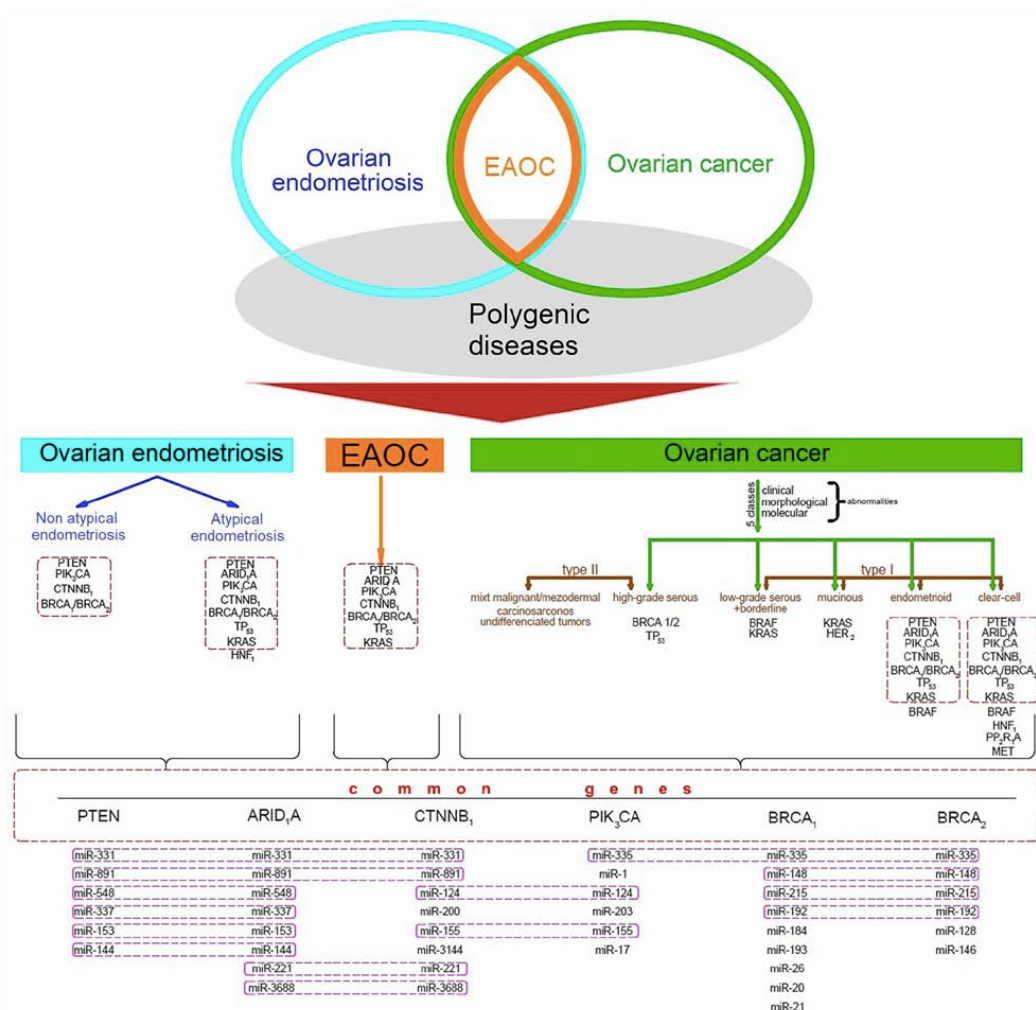 Ovarian
endometriosis
EAOC
Ovarian cancer
Polygenic
diseases
Ovarian endometriosis
EAOC
Ovarian cancer
Non atypical
endometriosis
Atypical
endometriosis
5 classes
clinical
morphological
molecular
abnormalities
PTEN
PIK₃CA
CTNNB₁
BRCA₁/BRCA₂
PTEN
ARID₁A
PIK₃CA
CTNNB₁
BRCA₁/BRCA₂
TP₅₃
KRAS
HNF₁
PTEN
ARID₁A
PIK₃CA
CTNNB₁
BRCA₁/BRCA₂
TP₅₃
KRAS
type II
type I
mixt malignant/mezodermal
carcinosarconos
undifferenciated tumors
high-grade serous
BRCA 1/2
TP₅₃
low-grade serous
+borderline
BRAF
KRAS
mucinous
KRAS
HER₂
endometrioid
PTEN
ARID₁A
PIK₃CA
CTNNB₁
BRCA₁/BRCA₂
TP₅₃
KRAS
BRAF
clear-cell
PTEN
ARID₁A
PIK₃CA
CTNNB₁
BRCA₁/BRCA₂
TP₅₃
KRAS
BRAF
HNF₁
PP₂R₁A
MET
common genes
PTEN ARID₁A CTNNB₁ PIK₃CA BRCA₁ BRCA₂
miR-331 miR-331 miR-331 miR-335 miR-335 miR-335
miR-891 miR-891 miR-891 miR-1 miR-148 miR-148
miR-548 miR-548 miR-124 miR-124 miR-215 miR-215
miR-337 miR-337 miR-200 miR-203 miR-192 miR-192
miR-153 miR-153 miR-155 miR-155 miR-184 miR-128
miR-144 miR-144 miR-3144 miR-17 miR-193 miR-146
miR-221 miR-221 miR-26
miR-3688 miR-3688 miR-20
miR-21